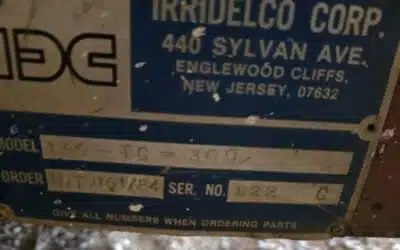 IRRIDELCO CORP.
440 SYLVAN AVE.
ENGLEWOOD CLIFFS,
NEW JERSEY, 07632
IDC
MODEL
ORDER SER. NO. C
GIVE ALL NUMBERS WHEN ORDERING PARTS